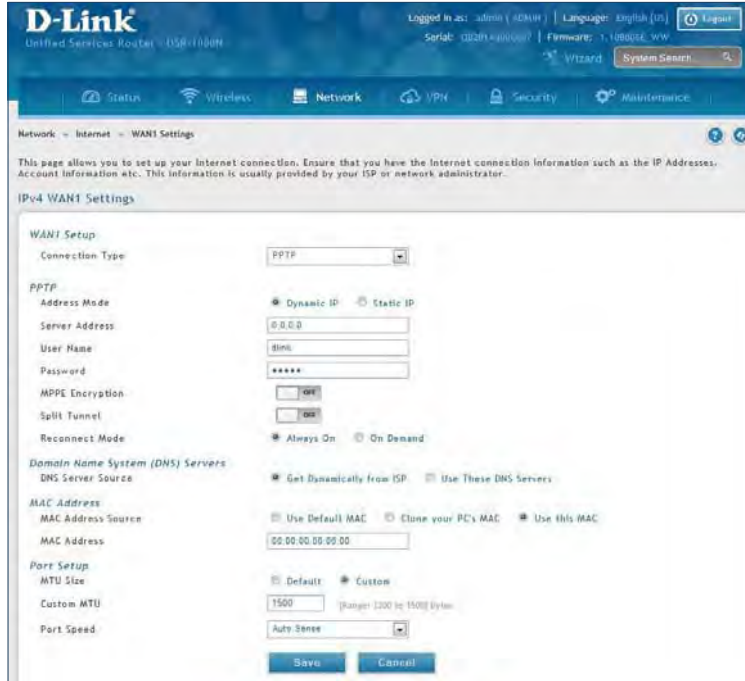 D-Link
Unified Services Router - DSR-1000N
Logged in as: admin ( ADMIN ) | Language: English [US]
Logout
Serial: | Firmware: WW
Wizard
System Search...
Status
Wireless
Network
VPN
Security
Maintenance
Network » Internet » WAN1 Settings
This page allows you to set up your Internet connection. Ensure that you have the Internet connection information such as the IP Addresses,
Account Information etc. This information is usually provided by your ISP or network administrator.
IPv4 WAN1 Settings
WAN1 Setup
Connection Type PPTP
PPTP
Address Mode Dynamic IP Static IP
Server Address 0.0.0.0
User Name dlink
Password •••••
MPPE Encryption OFF
Split Tunnel OFF
Reconnect Mode Always On On Demand
Domain Name System (DNS) Servers
DNS Server Source Get Dynamically from ISP Use These DNS Servers
MAC Address
MAC Address Source Use Default MAC Clone your PC's MAC Use this MAC
MAC Address 00:00:00:00:00:00
Port Setup
MTU Size Default Custom
Custom MTU 1500 [Range: 1200 to 1500] Bytes
Port Speed Auto Sense
Save Cancel